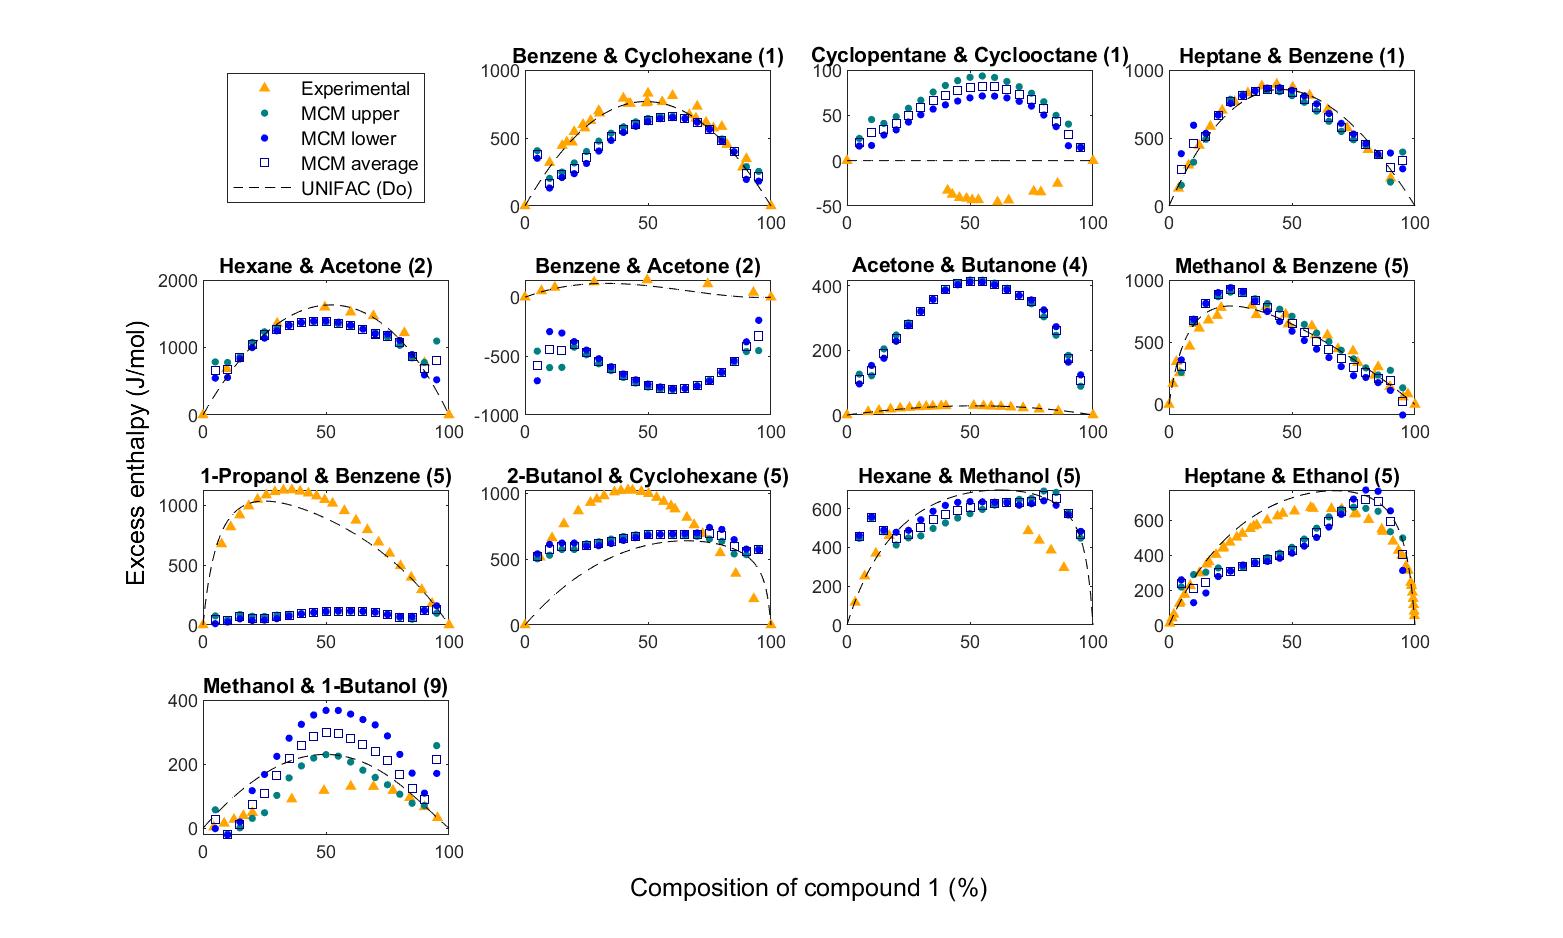 Experimental
MCM upper
MCM lower
MCM average
UNIFAC (Do)
Benzene & Cyclohexane (1)
1000
500
0
0 50 100
Cyclopentane & Cyclooctane (1)
100
50
0
-50
0 50 100
Heptane & Benzene (1)
1000
500
0
0 50 100
Hexane & Acetone (2)
2000
1000
0
0 50 100
Benzene & Acetone (2)
0
-500
-1000
0 50 100
Acetone & Butanone (4)
400
200
0
0 50 100
Methanol & Benzene (5)
1000
500
0
0 50 100
Excess enthalpy (J/mol)
1-Propanol & Benzene (5)
1000
500
0
0 50 100
2-Butanol & Cyclohexane (5)
1000
500
0
0 50 100
Hexane & Methanol (5)
600
400
200
0
0 50 100
Heptane & Ethanol (5)
600
400
200
0
0 50 100
Methanol & 1-Butanol (9)
400
200
0
0 50 100
Composition of compound 1 (%)